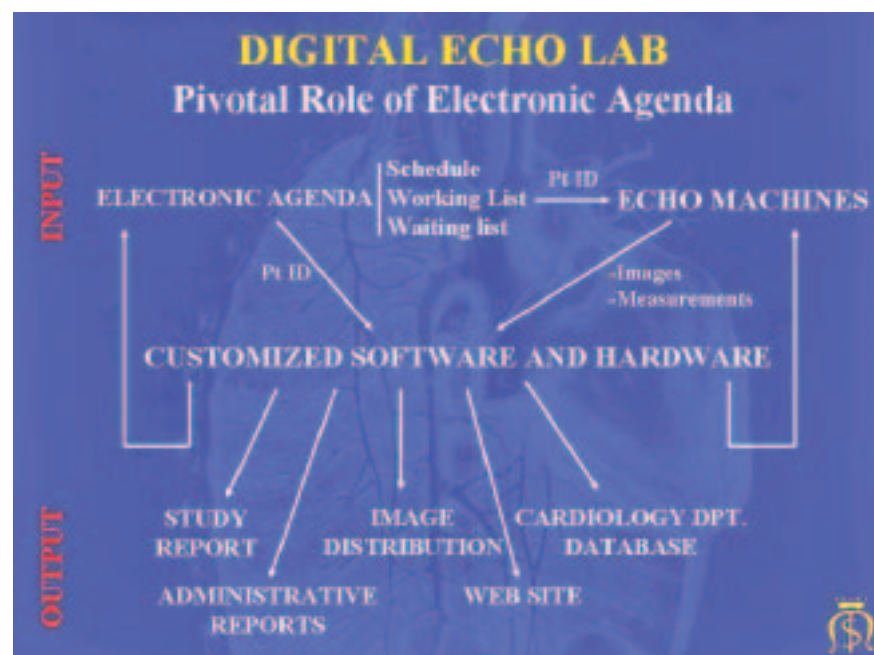 DIGITAL ECHO LAB
Pivotal Role of Electronic Agenda
INPUT
ELECTRONIC AGENDA
Schedule
Working List
Waiting list
Pt ID
ECHO MACHINES
Pt ID
-Images
-Measurements
CUSTOMIZED SOFTWARE AND HARDWARE
OUTPUT
STUDY
REPORT
IMAGE
DISTRIBUTION
CARDIOLOGY DPT.
DATABASE
ADMINISTRATIVE
REPORTS
WEB SITE